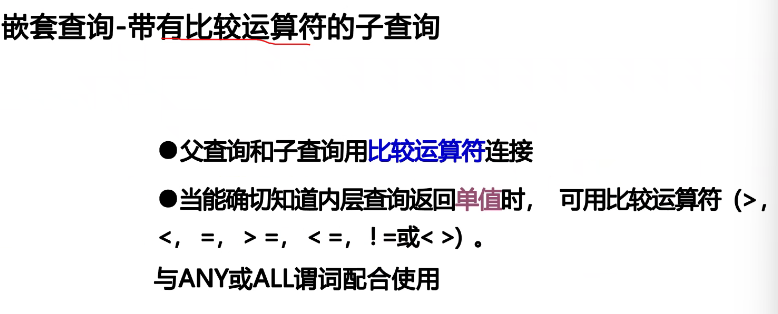 嵌套查询-带有比较运算符的子查询
●父查询和子查询用比较运算符连接
●当能确切知道内层查询返回单值时， 可用比较运算符（>，
<， =， > =， < =， ! =或< >）。
与ANY或ALL谓词配合使用